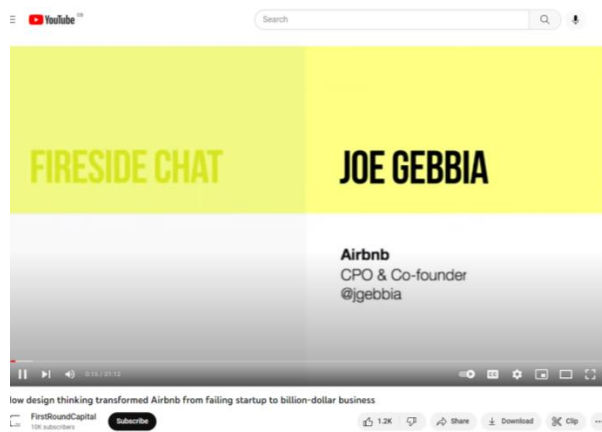 YouTube
Search
FIRESIDE CHAT
JOE GEBBIA
Airbnb
CPO & Co-founder
@jgebbia
0:15 / 21:12
low design thinking transformed Airbnb from failing startup to billion-dollar business
FirstRoundCapital
10K subscribers
Subscribe
1.2K
Share
Download
Clip